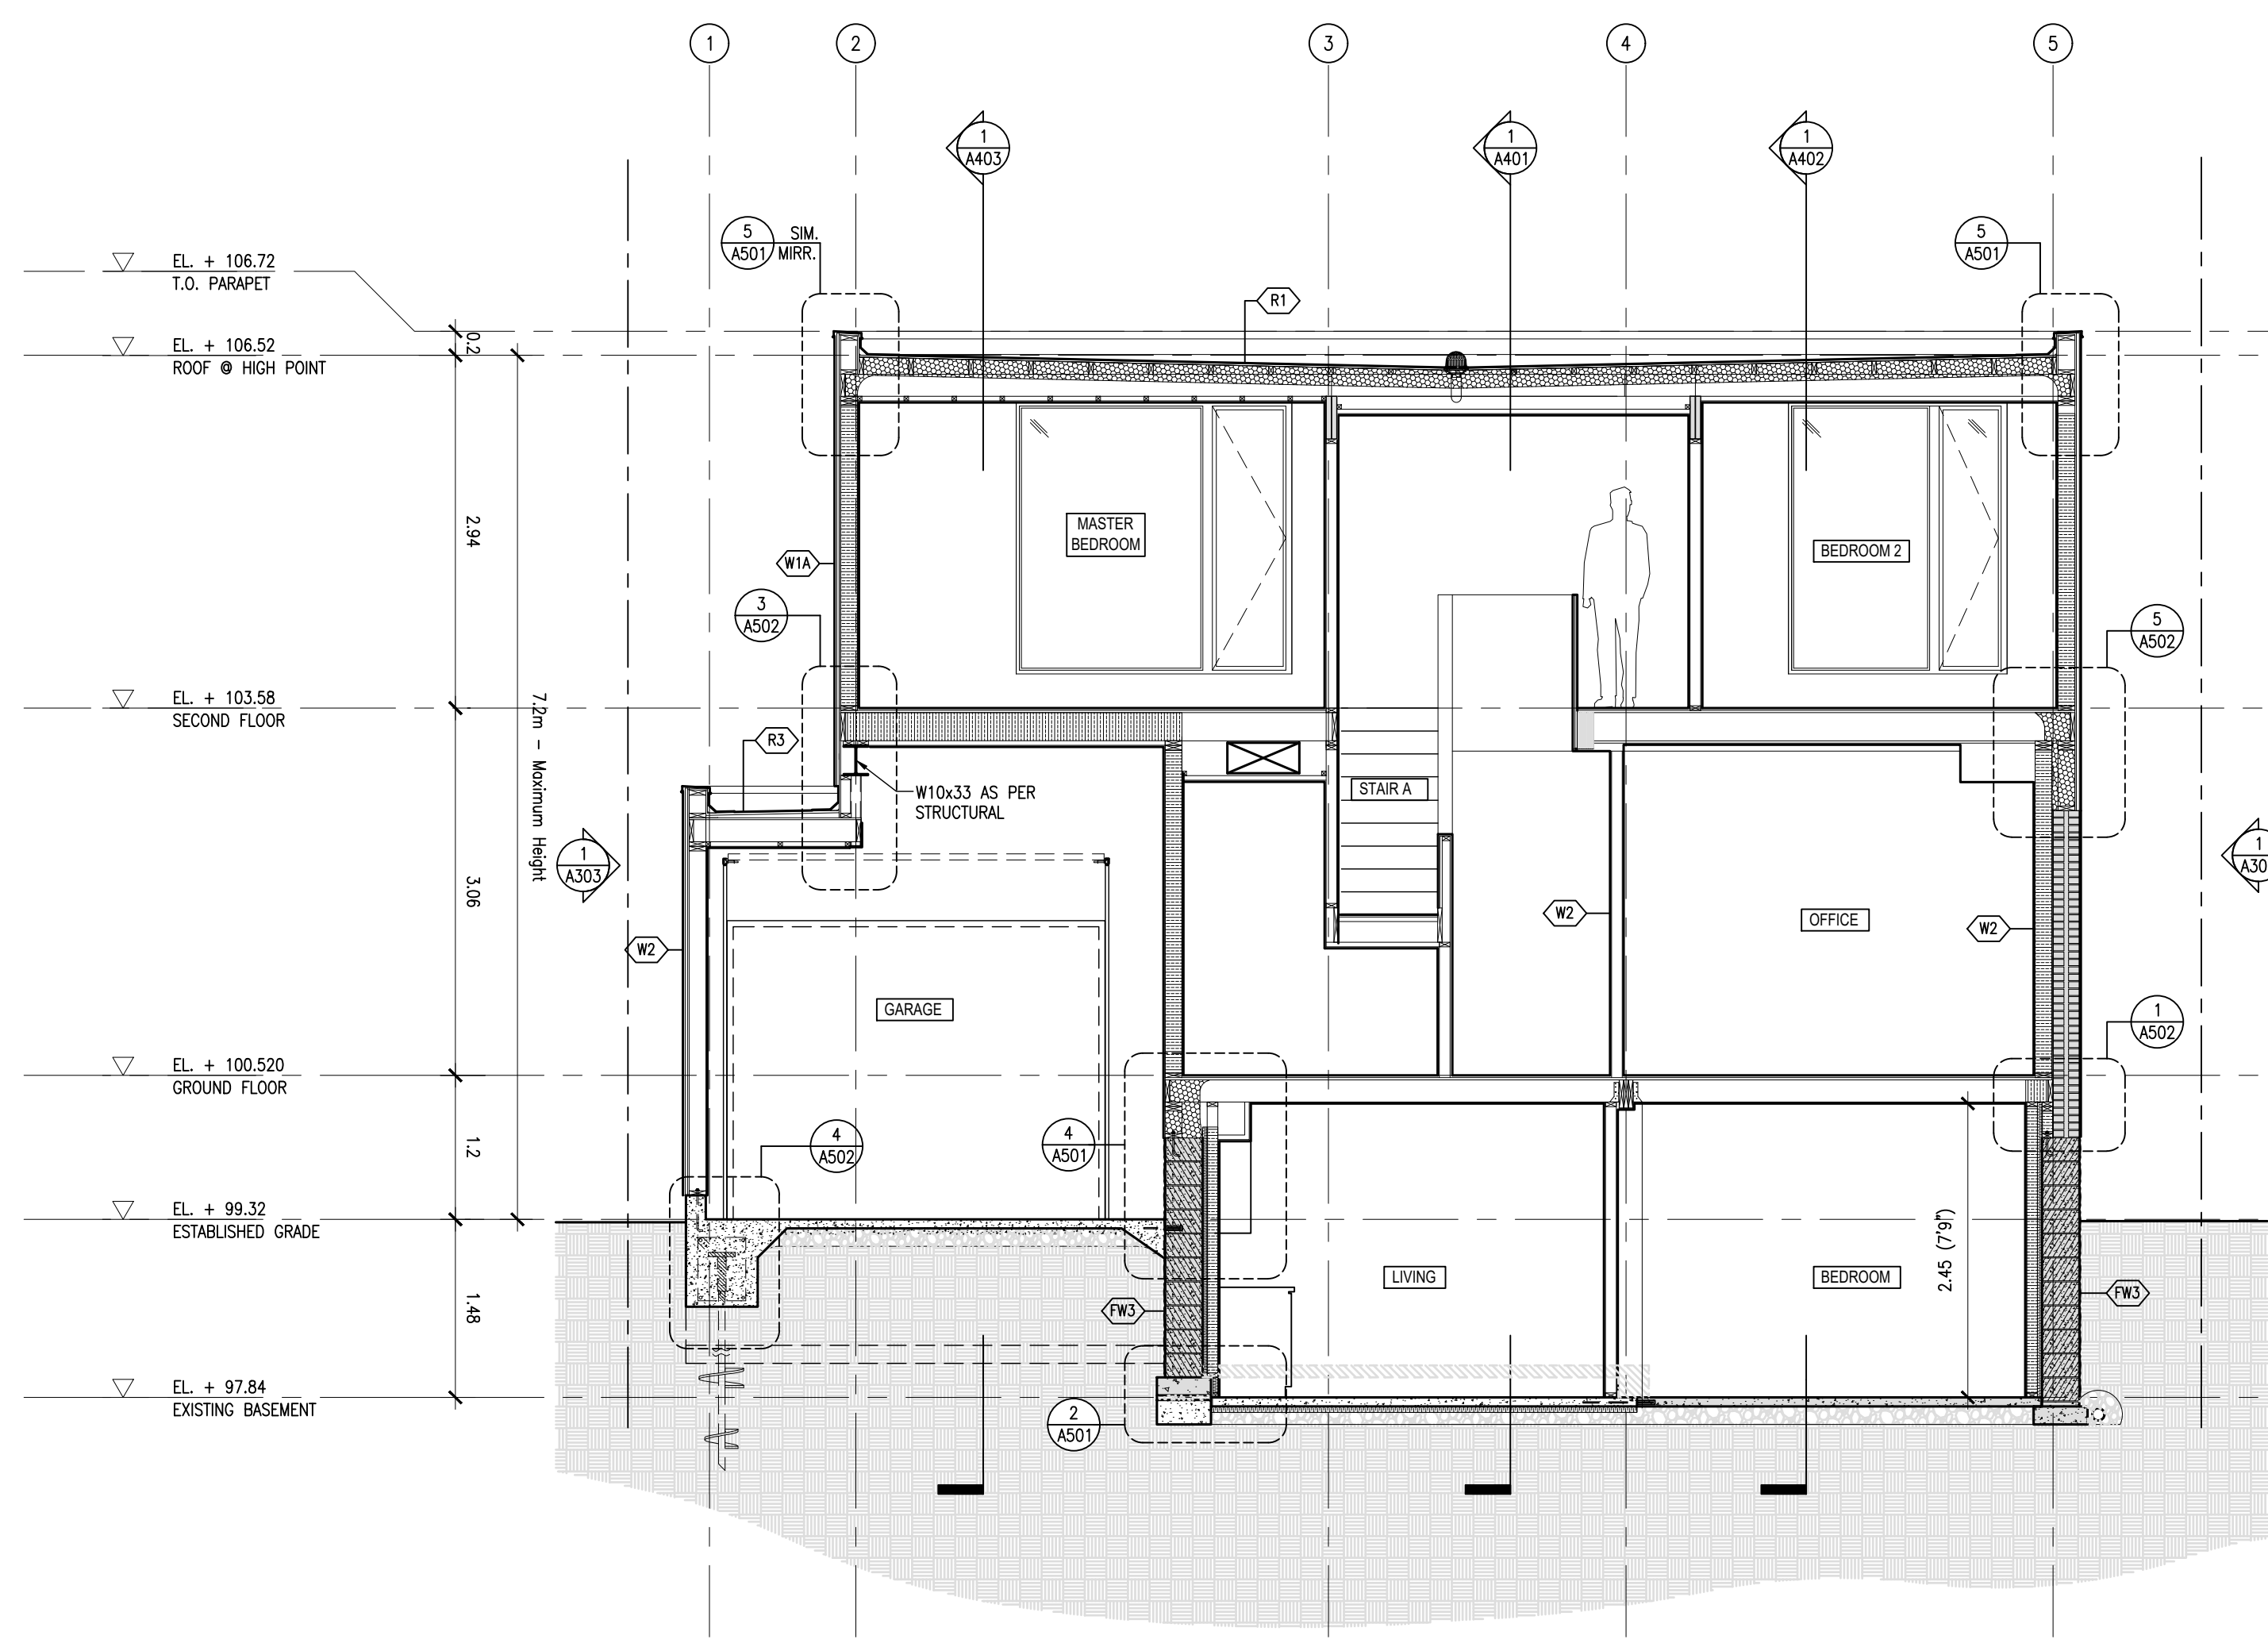 1
2
3
4
5
1
A403
1
A401
1
A402
5
A501
SIM.
MIRR.
5
A501
EL. + 106.72
T.O. PARAPET
R1
0.2
EL. + 106.52
ROOF @ HIGH POINT
2.94
MASTER
BEDROOM
BEDROOM 2
W1A
3
A502
5
A502
EL. + 103.58
SECOND FLOOR
7.2m - Maximum Height
R3
W10x33 AS PER
STRUCTURAL
STAIR A
1
A303
1
A30
3.06
W2
W2
OFFICE
W2
GARAGE
1
A502
EL. + 100.520
GROUND FLOOR
1.2
4
A502
4
A501
EL. + 99.32
ESTABLISHED GRADE
2.45 (7'9")
LIVING
BEDROOM
1.48
FW3
FW3
EL. + 97.84
EXISTING BASEMENT
2
A501